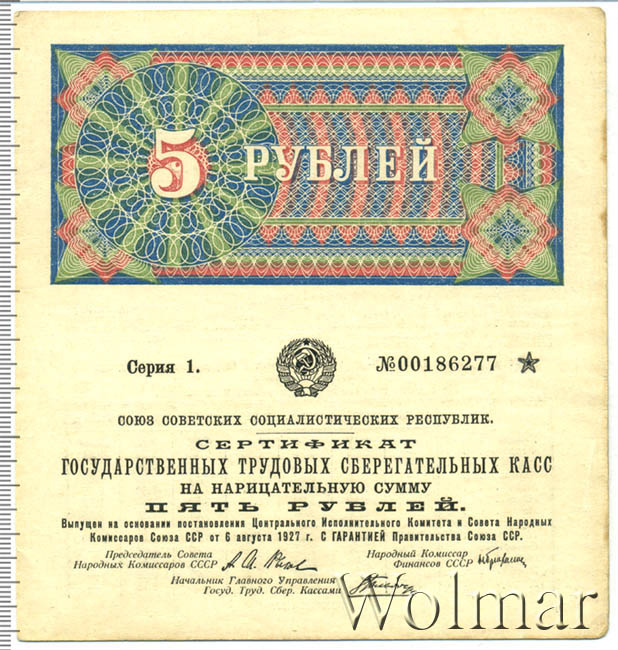 5 РУБЛЕЙ
Серия 1.
№00186277
СОЮЗ СОВЕТСКИХ СОЦИАЛИСТИЧЕСКИХ РЕСПУБЛИК.
СЕРТИФИКАТ
ГОСУДАРСТВЕННЫХ ТРУДОВЫХ СБЕРЕГАТЕЛЬНЫХ КАСС
НА НАРИЦАТЕЛЬНУЮ СУММУ
ПЯТЬ РУБЛЕЙ.
Выпущен на основании постановления Центрального Исполнительного Комитета и Совета Народных
Комиссаров Союза ССР от 6 августа 1927 г. С ГАРАНТИЕЙ Правительства Союза ССР.
Председатель Совета
Народных Комиссаров СССР
Народный Комиссар
Финансов СССР
Начальник Главного Управления
Госуд. Труд. Сбер. Кассами
Wolmar